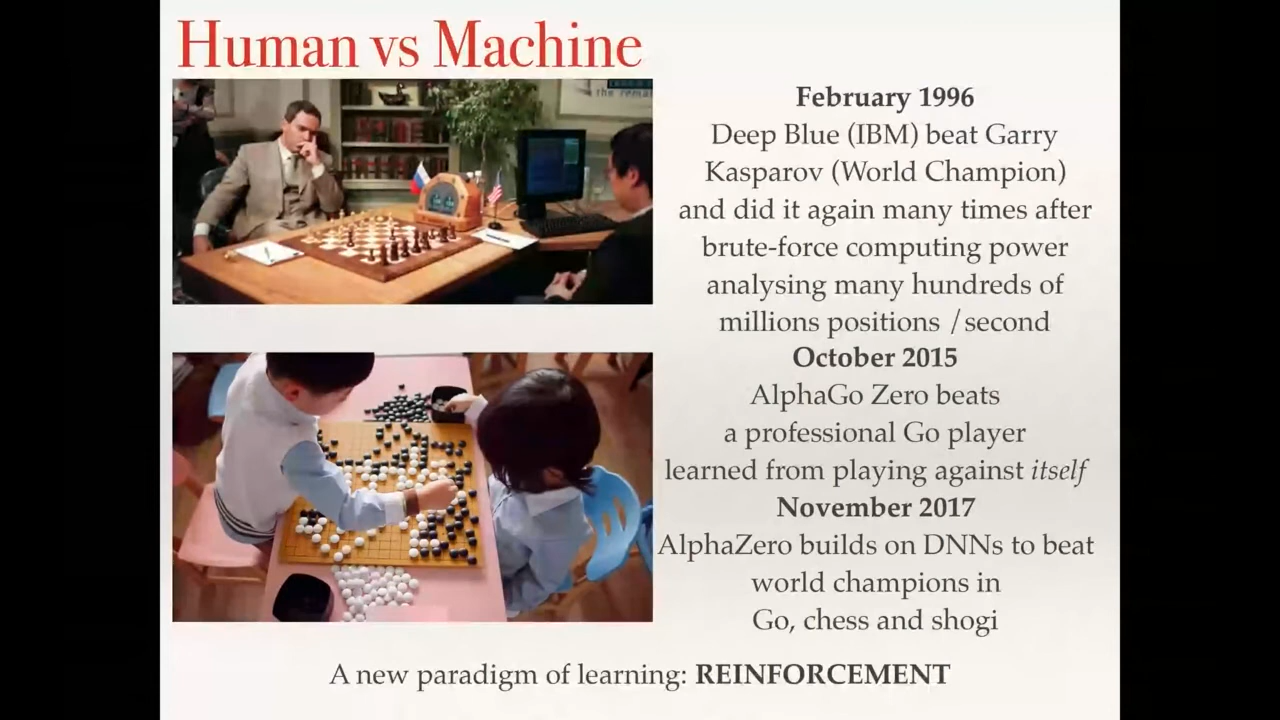 Human vs Machine
the rema
February 1996
Deep Blue (IBM) beat Garry
Kasparov (World Champion)
and did it again many times after
brute-force computing power
analysing many hundreds of
millions positions /second
October 2015
AlphaGo Zero beats
a professional Go player
learned from playing against itself
November 2017
AlphaZero builds on DNNs to beat
world champions in
Go, chess and shogi
A new paradigm of learning: REINFORCEMENT